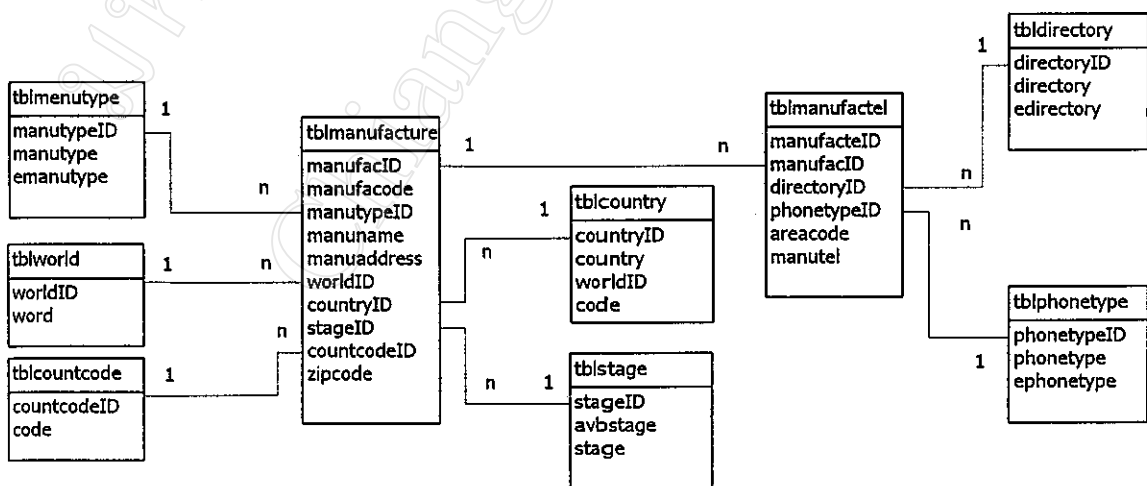 tblmenutype
manutypeID
manutype
emanutype
1
n
tblworld
worldID
word
1
n
tblcountcode
countcodeID
code
1
n
tblmanufacture
manufacID
manufacode
manutypeID
manuname
manuaddress
worldID
countryID
stageID
countcodeID
zipcode
1
n
n
1
tblcountry
countryID
country
worldID
code
n
1
tblstage
stageID
avbstage
stage
tblmanufactel
manufacteID
manufacID
directoryID
phonetypeID
areacode
manutel
1
n
tbldirectory
directoryID
directory
edirectory
n
1
tblphonetype
phonetypeID
phonetype
ephonetype